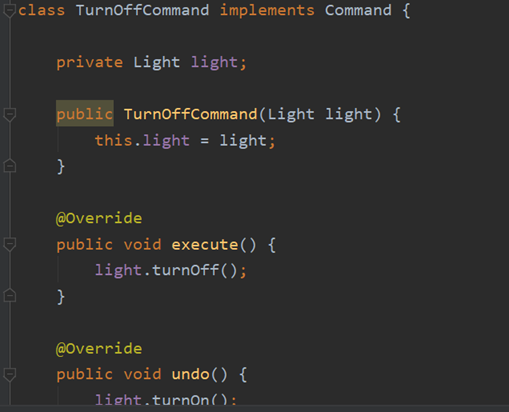 class TurnOffCommand implements Command {
private Light light;
public TurnOffCommand(Light light) {
this.light = light;
}
@Override
public void execute() {
light.turnOff();
}
@Override
public void undo() {
light.turnOn();